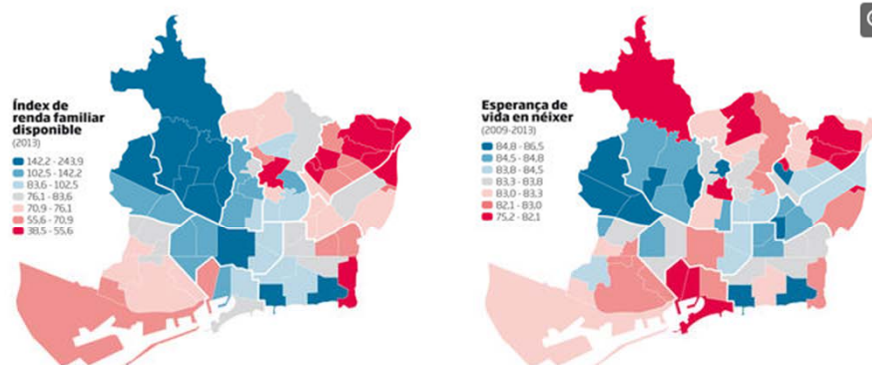 Índex de
renda familiar
disponible
(2013)
142,2 - 243,9
102,5 - 142,2
83,6 - 102,5
76,1 - 83,6
70,9 - 76,1
55,6 - 70,9
38,5 - 55,6
Esperança de
vida en néixer
(2009-2013)
84,8 - 86,5
84,5 - 84,8
83,8 - 84,5
83,3 - 83,8
83,0 - 83,3
82,1 - 83,0
75,2 - 82,1